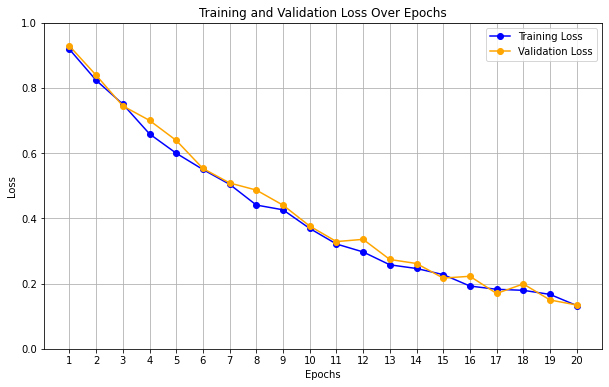 Training and Validation Loss Over Epochs
Training Loss
Validation Loss
Loss
1.0
0.8
0.6
0.4
0.2
0.0
1 2 3 4 5 6 7 8 9 10 11 12 13 14 15 16 17 18 19 20
Epochs